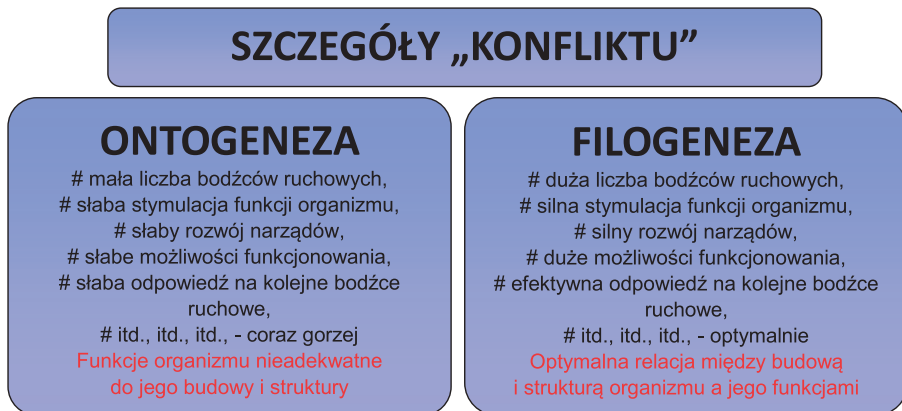 SZCZEGÓŁY „KONFLIKTU”
ONTOGENEZA
# mała liczba bodźców ruchowych,
# słaba stymulacja funkcji organizmu,
# słaby rozwój narządów,
# słabe możliwości funkcjonowania,
# słaba odpowiedź na kolejne bodźce
ruchowe,
# itd., itd., itd., - coraz gorzej
Funkcje organizmu nieadekwatne
do jego budowy i struktury
FILOGENEZA
# duża liczba bodźców ruchowych,
# silna stymulacja funkcji organizmu,
# silny rozwój narządów,
# duże możliwości funkcjonowania,
# efektywna odpowiedź na kolejne bodźce
ruchowe,
# itd., itd., itd., - optymalnie
Optymalna relacja między budową
i strukturą organizmu a jego funkcjami